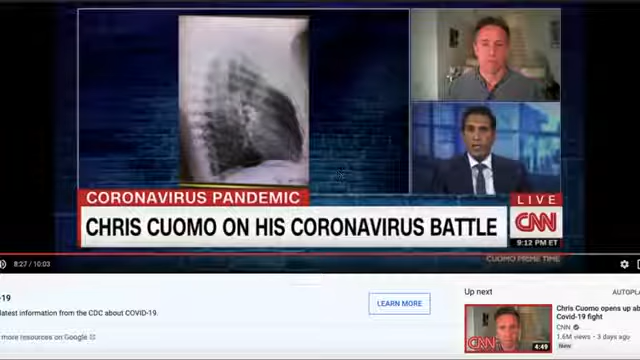 CORONAVIRUS PANDEMIC
CHRIS CUOMO ON HIS CORONAVIRUS BATTLE
LIVE
CNN
9:12 PM ET
CUOMO PRIME TIME
8:27 / 10:03
-19
latest information from the CDC about COVID-19.
LEARN MORE
more resources on Google
Up next
AUTOPLA
CNN
4:49
Chris Cuomo opens up ab
Covid-19 fight
CNN
1.6M views • 3 days ago
New